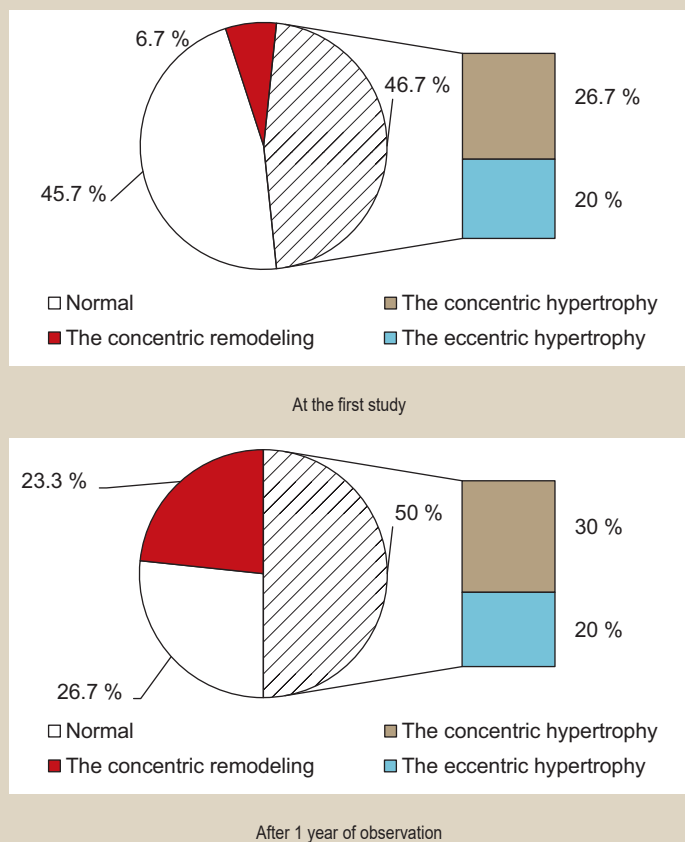 6.7 %
46.7 %
26.7 %
45.7 %
20 %
Normal
The concentric hypertrophy
The concentric remodeling
The eccentric hypertrophy
At the first study
23.3 %
50 %
30 %
20 %
26.7 %
Normal
The concentric hypertrophy
The concentric remodeling
The eccentric hypertrophy
After 1 year of observation